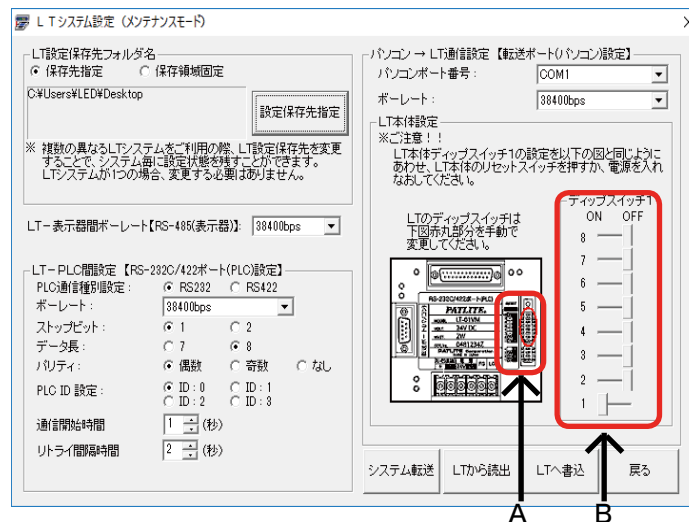 LTシステム設定 (メンテナンスモード)
LT設定保存先フォルダ名
保存先指定 保存領域固定
C:¥Users¥LED¥Desktop
設定保存先指定
※ 複数の異なるLTシステムをご利用の際、LT設定保存先を変更
することで、システム毎に設定状態を残すことができます。
LTシステムが1つの場合、変更する必要はありません。
LT-表示器間ボーレート【RS-485(表示器)】: 38400bps
LT-PLC間設定 【RS-232C/422ポート(PLC)設定】
PLC通信種別設定: RS232 RS422
ボーレート: 38400bps
ストップビット: 1 2
データ長: 7 8
パリティ: 偶数 奇数 なし
PLC ID 設定: ID:0 ID:1
ID:2 ID:3
通信開始時間 1 (秒)
リトライ間隔時間 2 (秒)
パソコン → LT通信設定 【転送ポート(パソコン)設定】
パソコンポート番号: COM1
ボーレート: 38400bps
LT本体設定
※ご注意!!
LT本体ディップスイッチ1の設定を以下の図と同じように
あわせ、LT本体のリセットスイッチを押すか、電源を入れ
なおしてください。
LTのディップスイッチは
下図赤丸部分を手動で
変更してください。
RS-232C/422ポート(PLC)
PATLITE
LT-01VM
24V DC
2W
0481234Z
ディップスイッチ1
ON OFF
8
7
6
5
4
3
2
1
システム転送 LTから読出 LTへ書込 戻る
A B